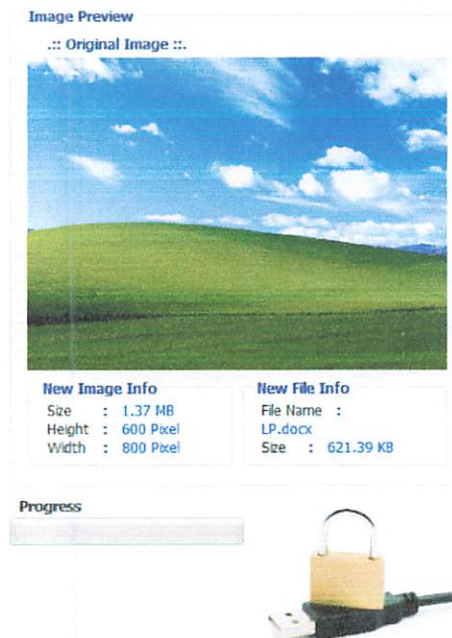 Image Preview
.:: Original Image ::.
New Image Info
Size : 1.37 MB
Height : 600 Pixel
Width : 800 Pixel
New File Info
File Name :
LP.docx
Size : 621.39 KB
Progress